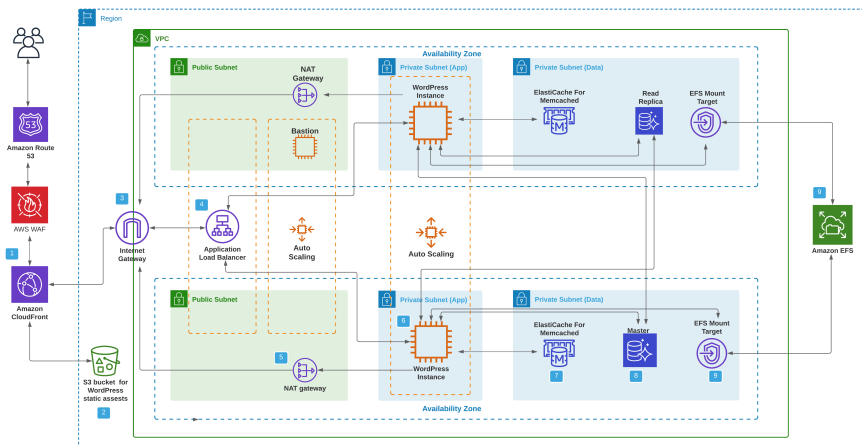 Region
VPC
Availability Zone
Public Subnet
Private Subnet (App)
Private Subnet (Data)
NAT
Gateway
WordPress
Instance
ElastiCache For
Memcached
Read
Replica
EFS Mount
Target
Bastion
53
Amazon Route
53
AWS WAF
1
Amazon
CloudFront
3
Internet
Gateway
4
Application
Load Balancer
Auto
Scaling
Auto Scaling
9
Amazon EFS
Public Subnet
Private Subnet (App)
Private Subnet (Data)
6
WordPress
Instance
5
NAT gateway
ElastiCache For
Memcached
7
Master
8
EFS Mount
Target
9
S3 bucket for
WordPress
static assests
2
Availability Zone
M
M